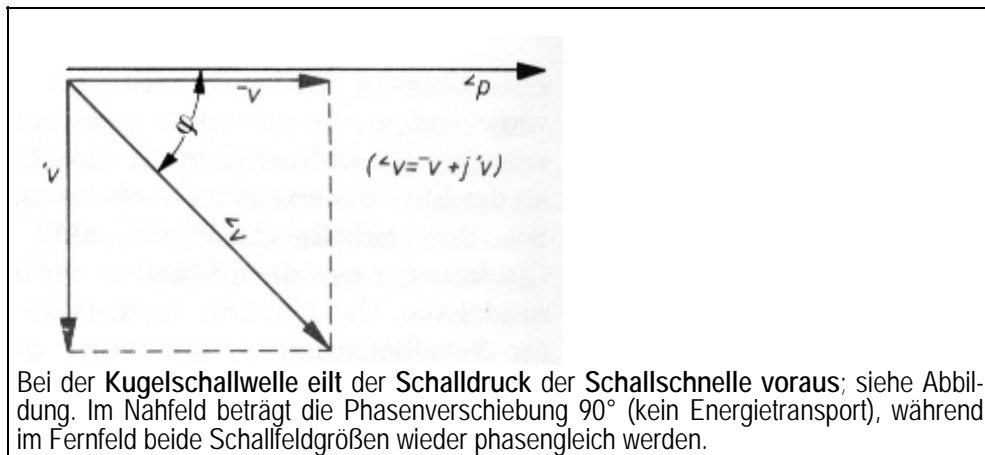 ∠p
⁻v
φ
'v
(∠v=⁻v+j'v)
∠v
Bei der Kugelschallwelle eilt der Schalldruck der Schallschnelle voraus; siehe Abbil-
dung. Im Nahfeld beträgt die Phasenverschiebung 90° (kein Energietransport), während
im Fernfeld beide Schallfeldgrößen wieder phasengleich werden.